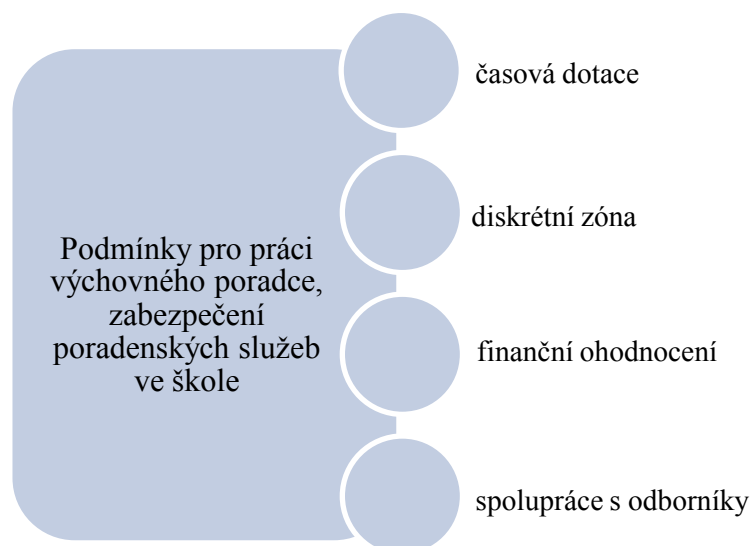 Podmínky pro práci
výchovného poradce,
zabezpečení
poradenských služeb
ve škole
časová dotace
diskrétní zóna
finanční ohodnocení
spolupráce s odborníky